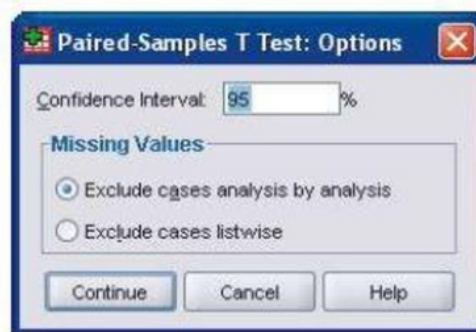 Paired-Samples T Test: Options
Confidence Interval: 95 %
Missing Values
Exclude cases analysis by analysis
Exclude cases listwise
Continue Cancel Help